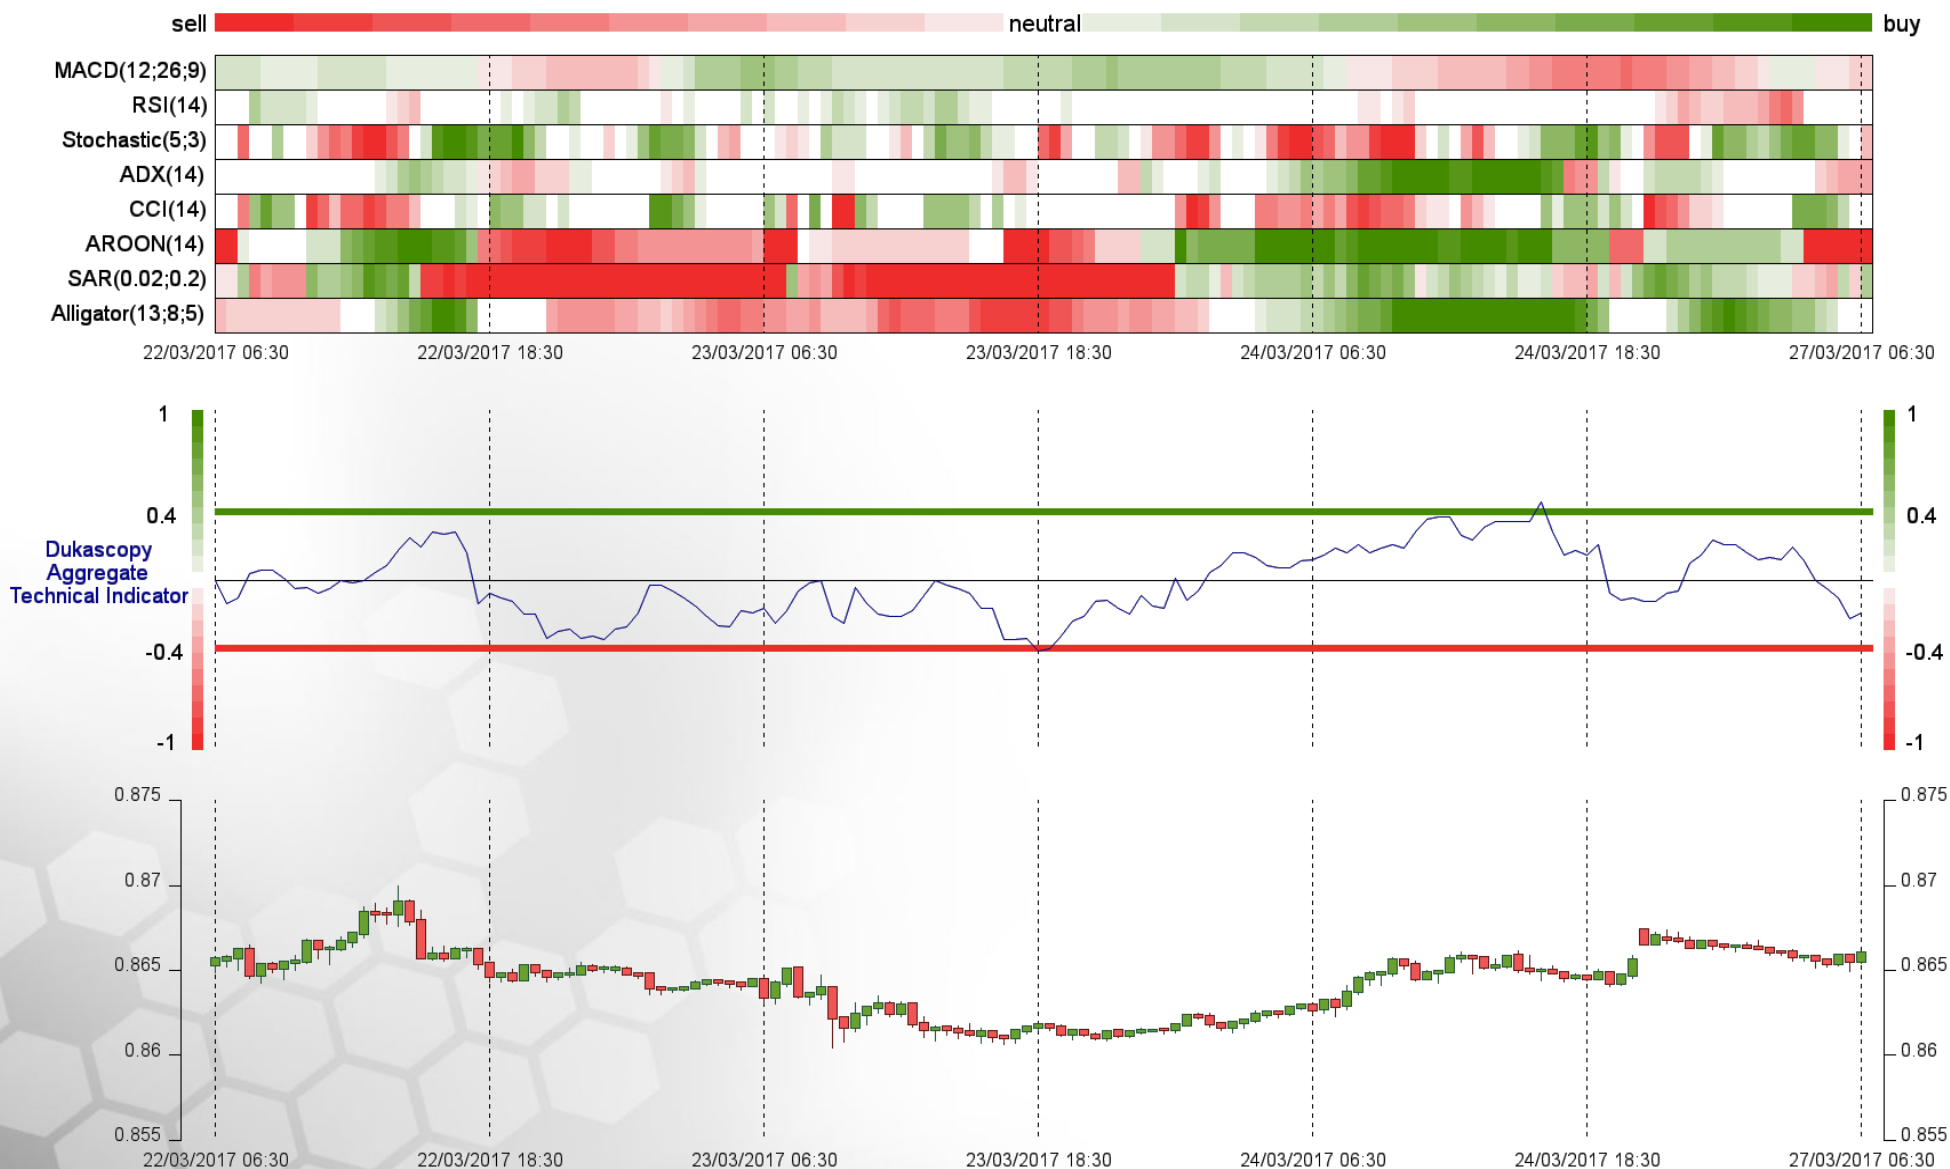 sell neutral buy
MACD(12;26;9)
RSI(14)
Stochastic(5;3)
ADX(14)
CCI(14)
AROON(14)
SAR(0.02;0.2)
Alligator(13;8;5)
22/03/2017 06:30 22/03/2017 18:30 23/03/2017 06:30 23/03/2017 18:30 24/03/2017 06:30 24/03/2017 18:30 27/03/2017 06:30
1 1
0.4 0.4
Dukascopy
Aggregate
Technical Indicator
-0.4 -0.4
-1 -1
0.875 0.875
0.87 0.87
0.865 0.865
0.86 0.86
0.855 0.855
22/03/2017 06:30 22/03/2017 18:30 23/03/2017 06:30 23/03/2017 18:30 24/03/2017 06:30 24/03/2017 18:30 27/03/2017 06:30